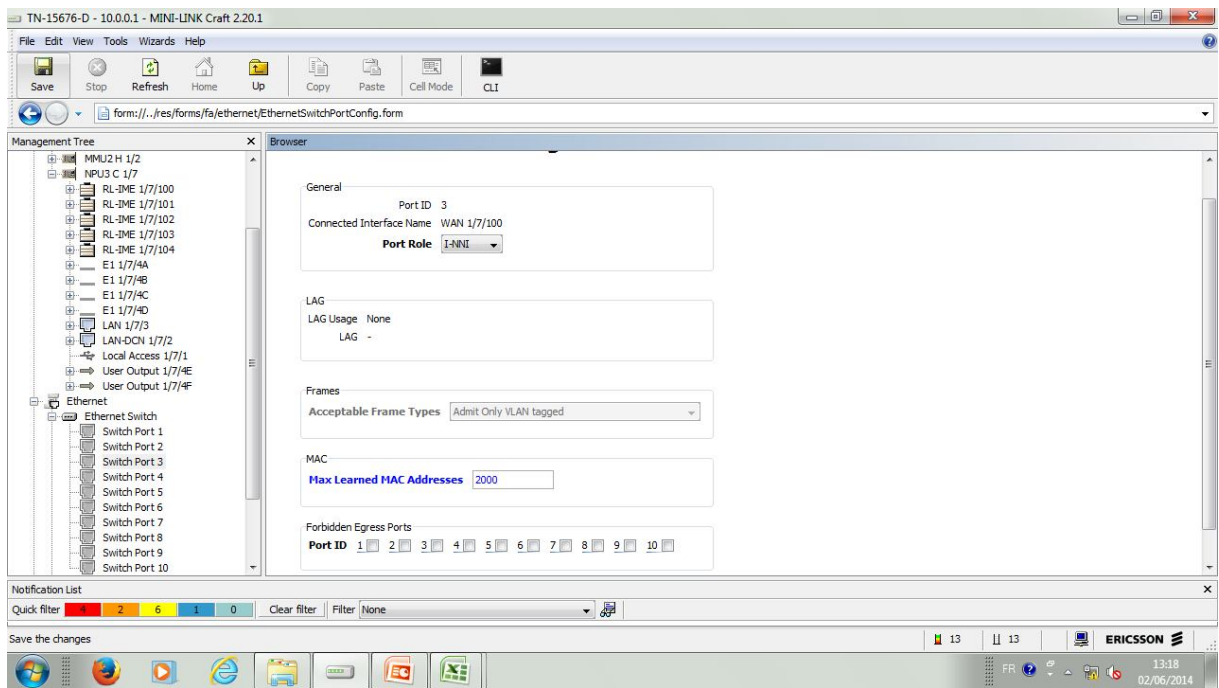 TN-15676-D - 10.0.0.1 - MINI-LINK Craft 2.20.1
File Edit View Tools Wizards Help
Save Stop Refresh Home Up Copy Paste Cell Mode CLI
form://../res/forms/fa/ethernet/EthernetSwitchPortConfig.form
Management Tree
MMU2 H 1/2
NPU3 C 1/7
RL-IME 1/7/100
RL-IME 1/7/101
RL-IME 1/7/102
RL-IME 1/7/103
RL-IME 1/7/104
E1 1/7/4A
E1 1/7/4B
E1 1/7/4C
E1 1/7/4D
LAN 1/7/3
LAN-DCN 1/7/2
Local Access 1/7/1
User Output 1/7/4E
User Output 1/7/4F
Ethernet
Ethernet Switch
Switch Port 1
Switch Port 2
Switch Port 3
Switch Port 4
Switch Port 5
Switch Port 6
Switch Port 7
Switch Port 8
Switch Port 9
Switch Port 10
Browser
General
Port ID 3
Connected Interface Name WAN 1/7/100
Port Role I-NNI
LAG
LAG Usage None
LAG -
Frames
Acceptable Frame Types Admit Only VLAN tagged
MAC
Max Learned MAC Addresses 2000
Forbidden Egress Ports
Port ID 1 2 3 4 5 6 7 8 9 10
Notification List
Quick filter 4 2 6 1 0 Clear filter Filter None
Save the changes 13 13 ERICSSON
FR 13:18
02/06/2014